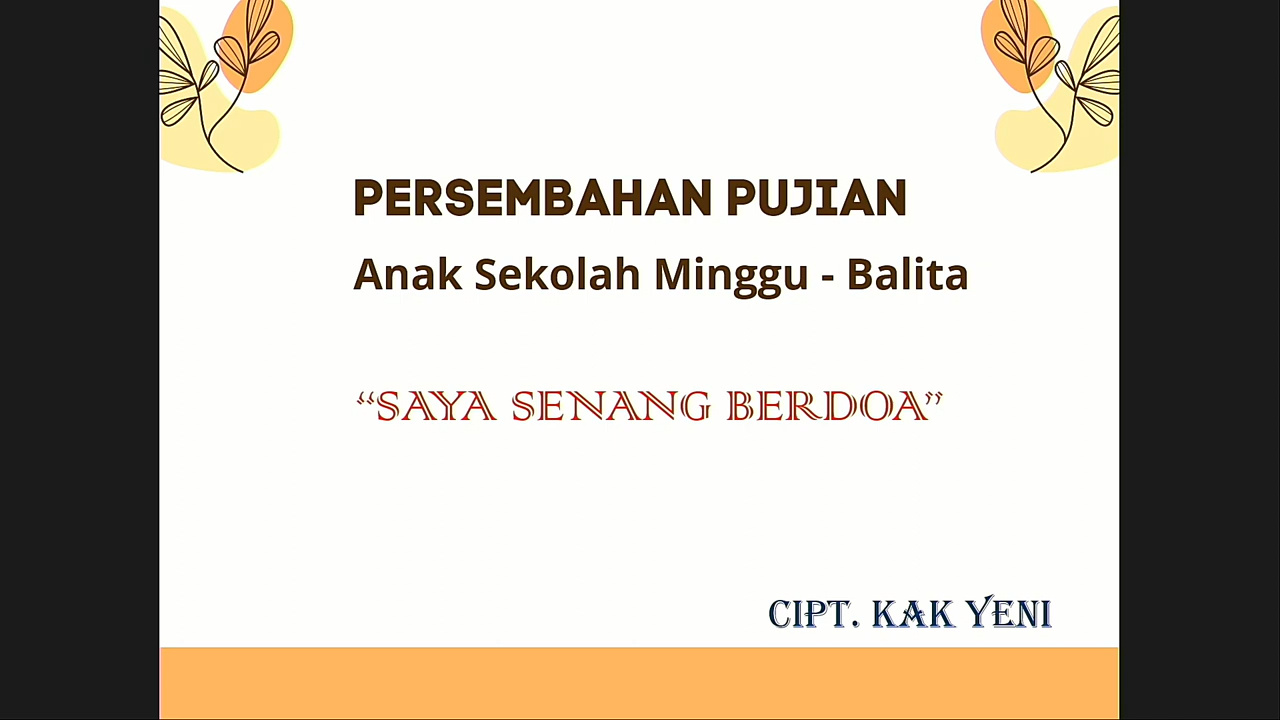 PERSEMBAHAN PUJIAN
Anak Sekolah Minggu - Balita
“SAYA SENANG BERDOA”
CIPT. KAK YENI